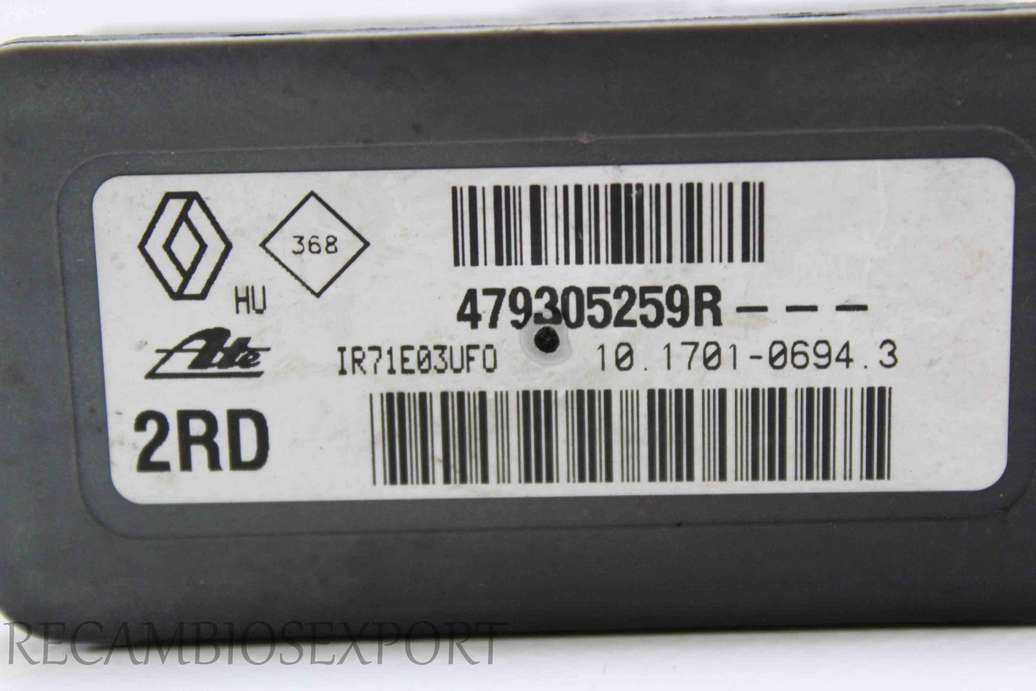 368
HU
479305259R---
Ate
IR71E03UF0 10.1701-0694.3
2RD
RECAMBIOSEXPORT